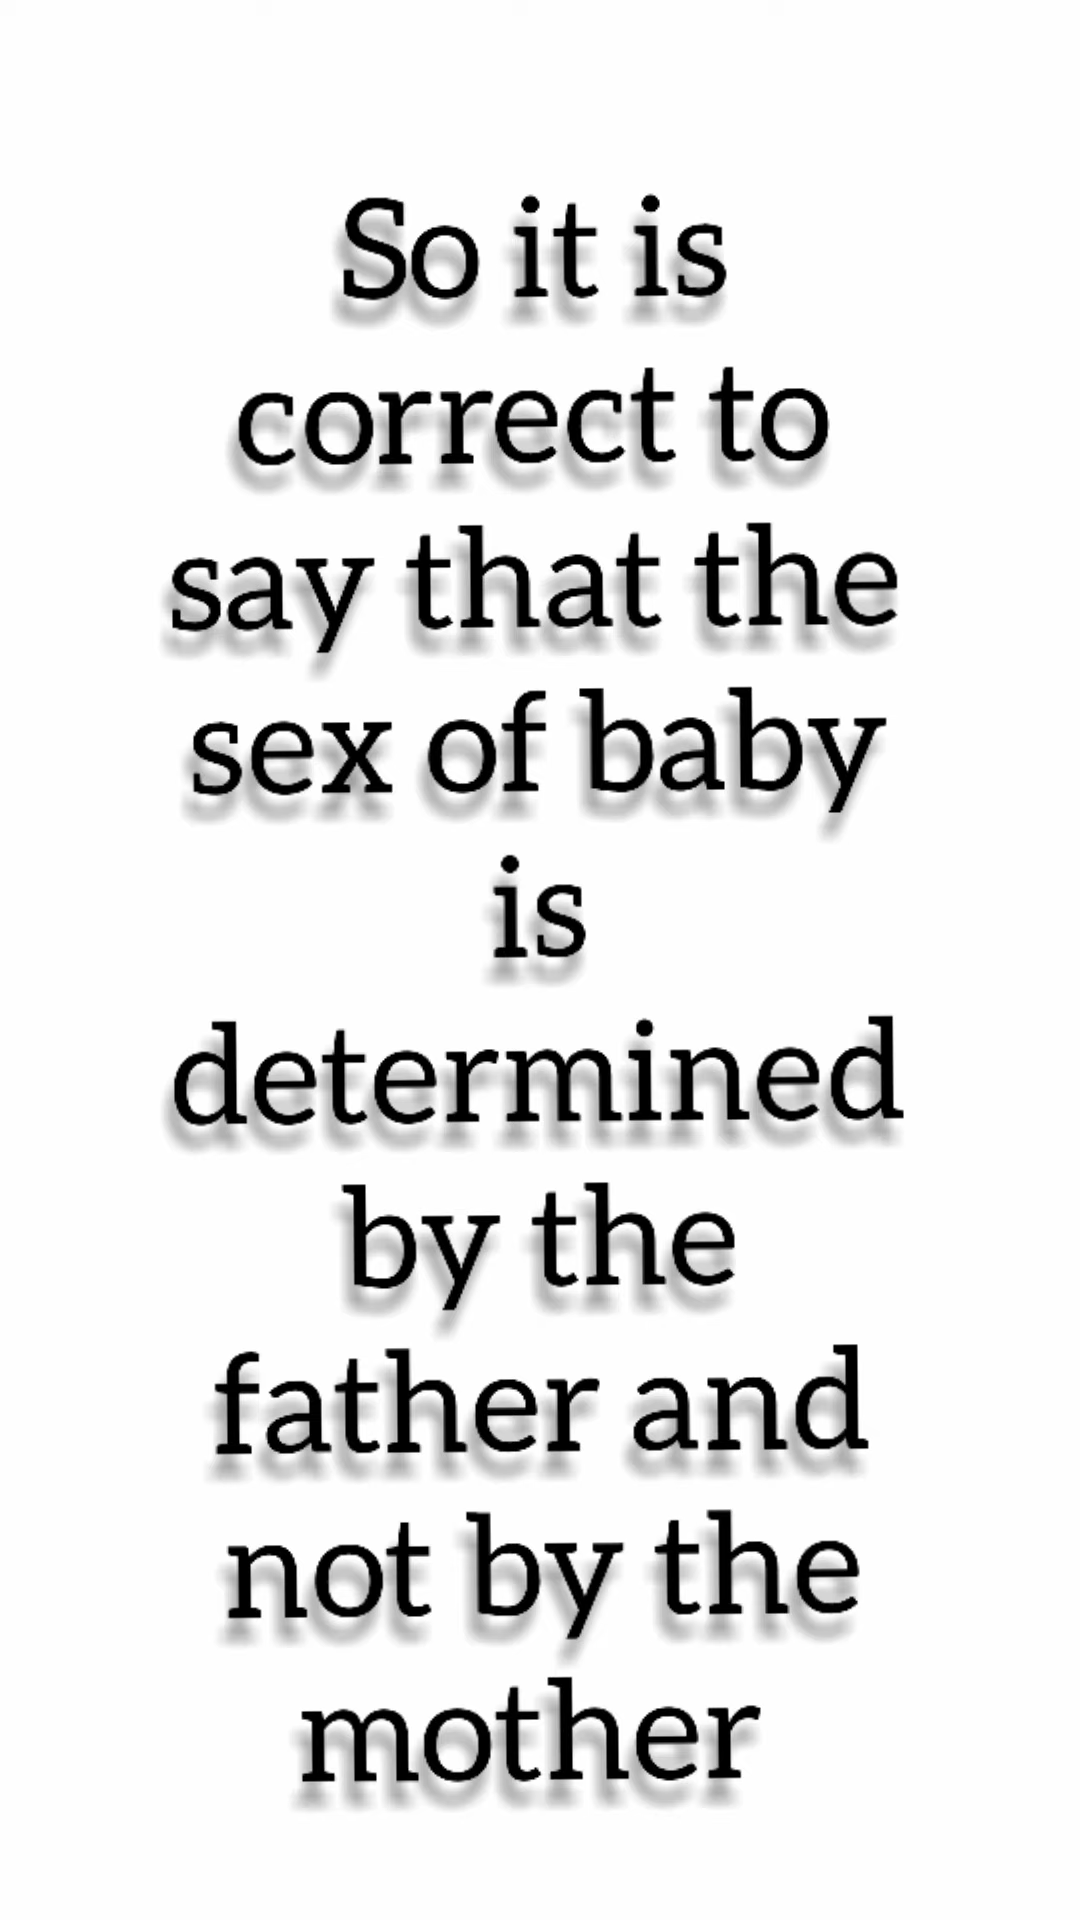 So it is
correct to
say that the
sex of baby
is
determined
by the
father and
not by the
mother